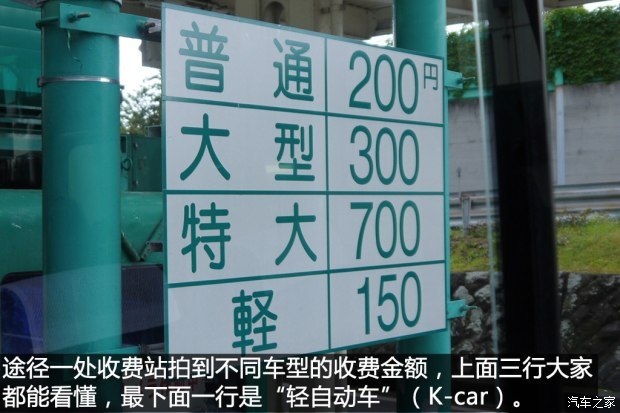 普通 200円
大型 300
特大 700
軽 150
途径一处收费站拍到不同车型的收费金额，上面三行大家
都能看懂，最下面一行是“轻自动车”（K-car）。
汽车之家